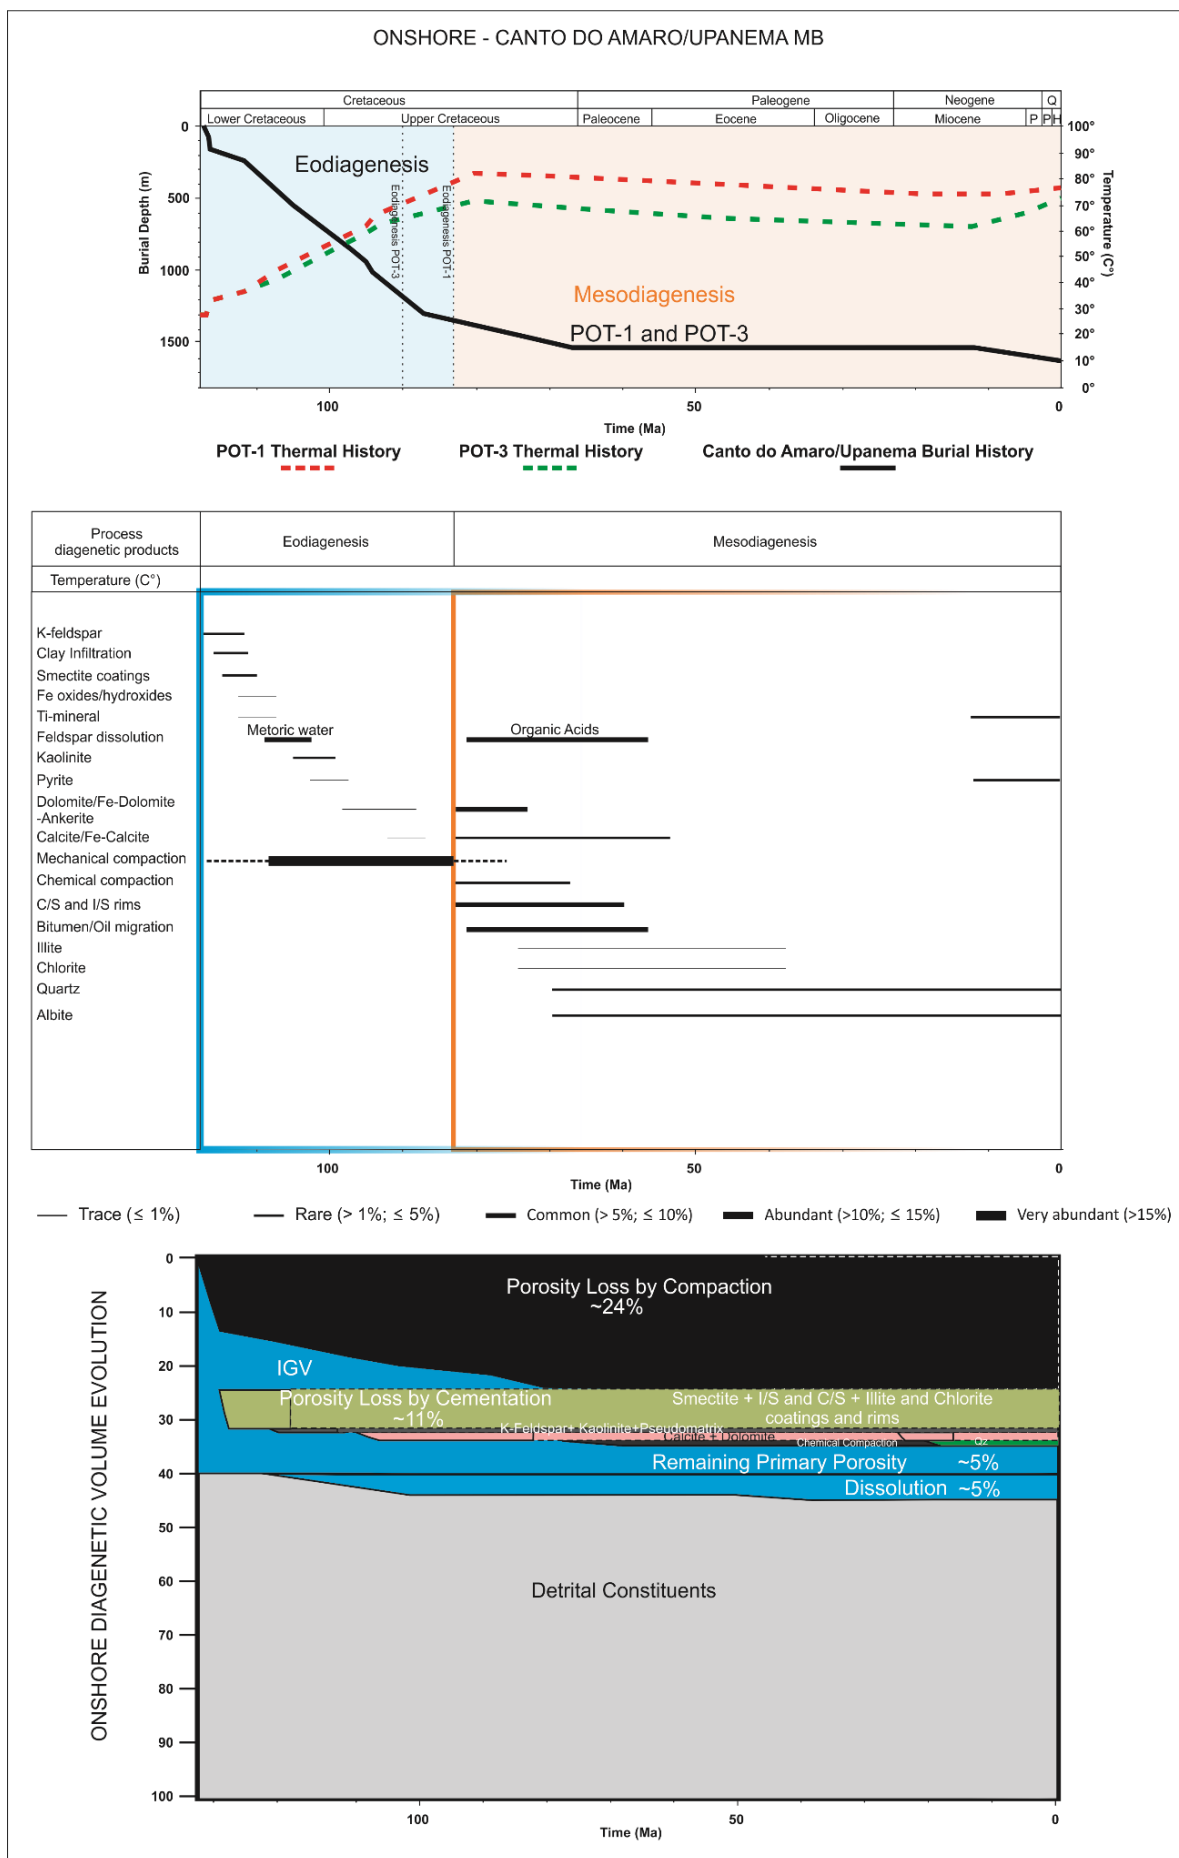 ONSHORE - CANTO DO AMARO/UPANEMA MB
Cretaceous Paleogene Neogene Q
Lower Cretaceous Upper Cretaceous Paleocene Eocene Oligocene Miocene P P H
0 100°
90°
500 80°
70°
60°
1000 50°
40°
30°
1500 20°
10°
0°
Burial Depth (m)
Temperature (C°)
Eodiagenesis
Eodiagenesis POT-3
Eodiagenesis POT-1
Mesodiagenesis
POT-1 and POT-3
100 50 0
Time (Ma)
POT-1 Thermal History POT-3 Thermal History Canto do Amaro/Upanema Burial History
Process
diagenetic products
Eodiagenesis Mesodiagenesis
Temperature (C°)
K-feldspar
Clay Infiltration
Smectite coatings
Fe oxides/hydroxides
Ti-mineral
Metoric water Organic Acids
Feldspar dissolution
Kaolinite
Pyrite
Dolomite/Fe-Dolomite
-Ankerite
Calcite/Fe-Calcite
Mechanical compaction
Chemical compaction
C/S and I/S rims
Bitumen/Oil migration
Illite
Chlorite
Quartz
Albite
100 50 0
Time (Ma)
Trace (≤ 1%) Rare (> 1%; ≤ 5%) Common (> 5%; ≤ 10%) Abundant (>10%; ≤ 15%) Very abundant (>15%)
ONSHORE DIAGENETIC VOLUME EVOLUTION
0
10
20
30
40
50
60
70
80
90
100
Porosity Loss by Compaction
~24%
IGV
Porosity Loss by Cementation
~11%
Smectite + I/S and C/S + Illite and Chlorite
coatings and rims
K-Feldspar+ Kaolinite+Pseudomatrix
Calcite + Dolomite
Chemical Compaction Qz
Remaining Primary Porosity ~5%
Dissolution ~5%
Detrital Constituents
100 50 0
Time (Ma)